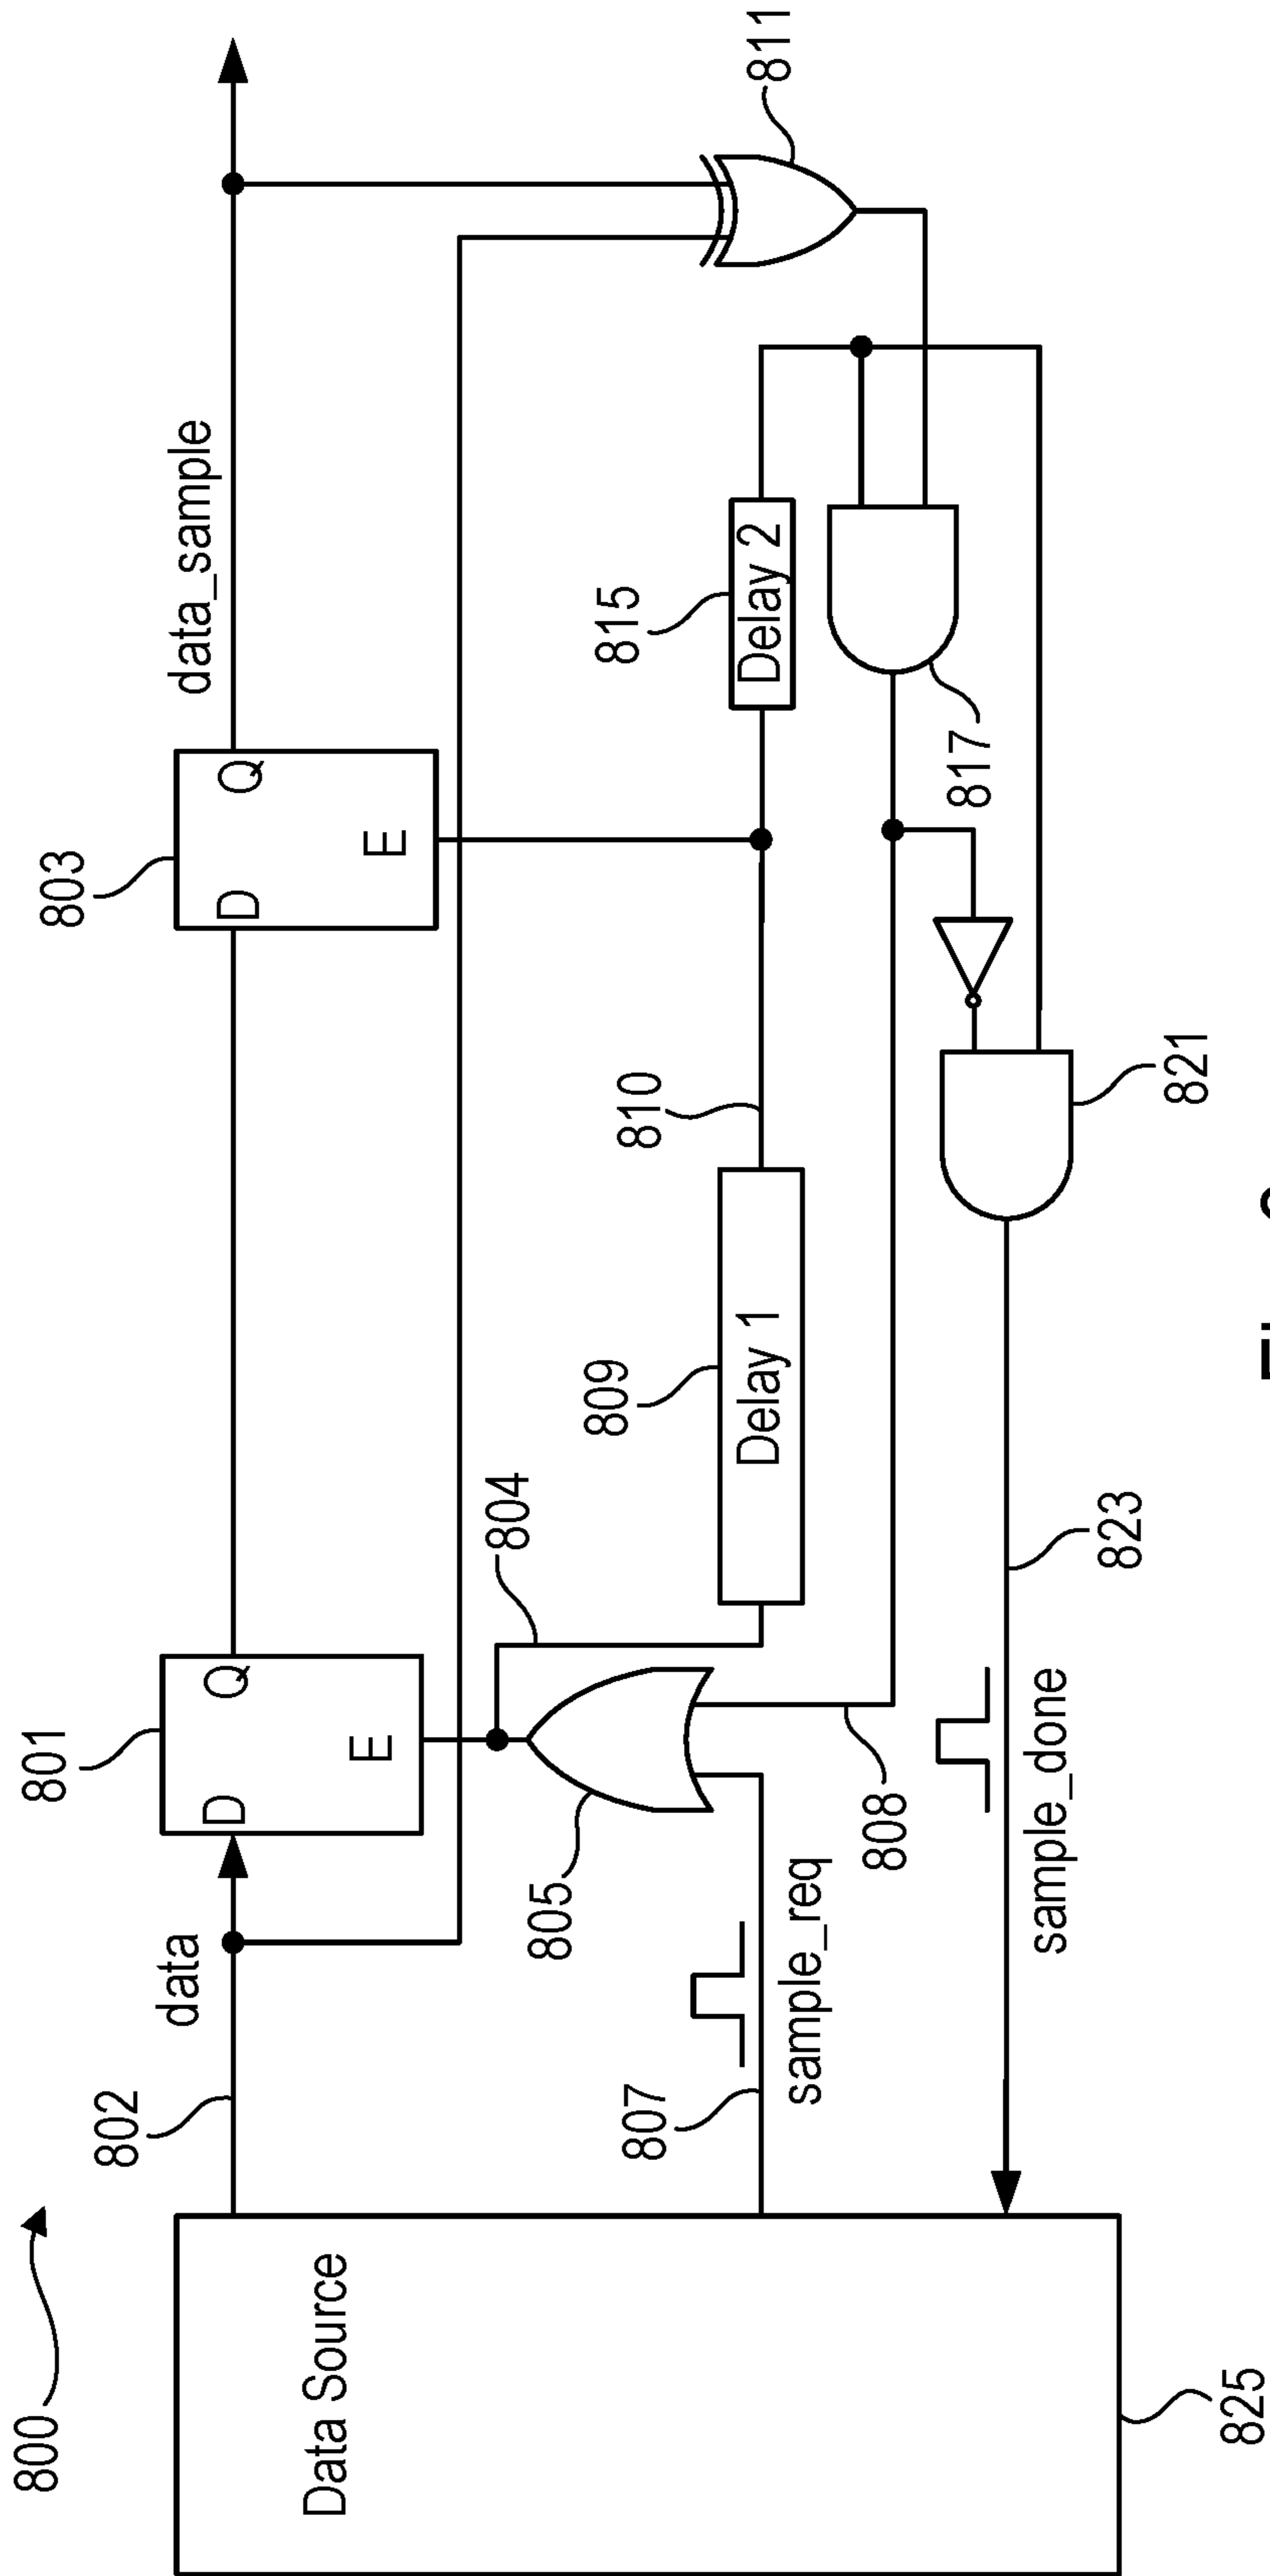 800
802
data
801
D
Q
E
803
D
Q
E
data_sample
Data Source
825
807
sample_req
805
804
808
809
Delay 1
810
815
Delay 2
817
811
821
823
sample_done